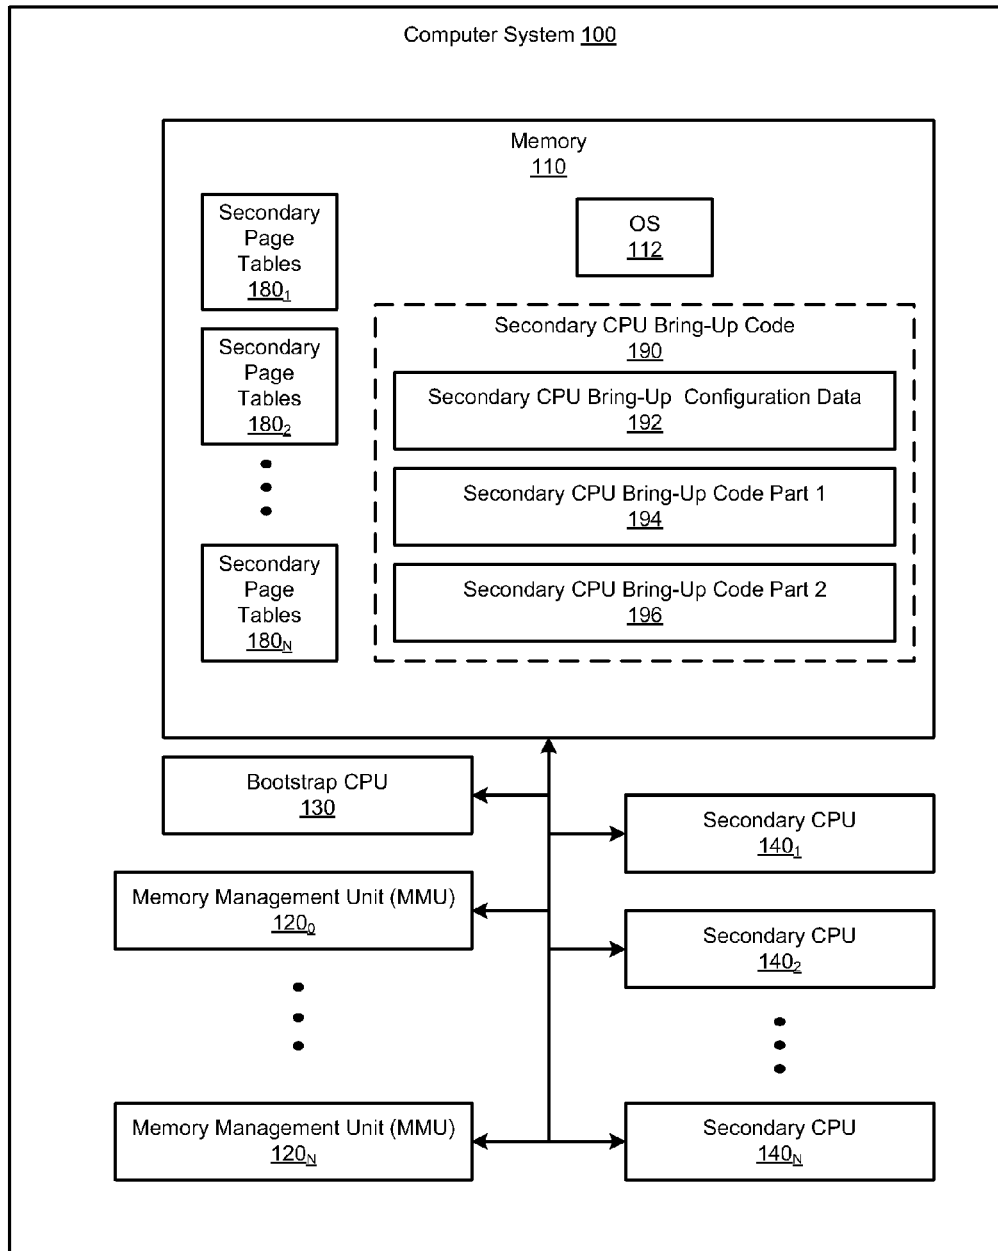 Computer System 100
Memory
110
Secondary
Page
Tables
180₁
OS
112
Secondary
Page
Tables
180₂
Secondary CPU Bring-Up Code
190
Secondary CPU Bring-Up Configuration Data
192
Secondary CPU Bring-Up Code Part 1
194
Secondary
Page
Tables
180N
Secondary CPU Bring-Up Code Part 2
196
Bootstrap CPU
130
Secondary CPU
140₁
Memory Management Unit (MMU)
120₀
Secondary CPU
140₂
Memory Management Unit (MMU)
120N
Secondary CPU
140N